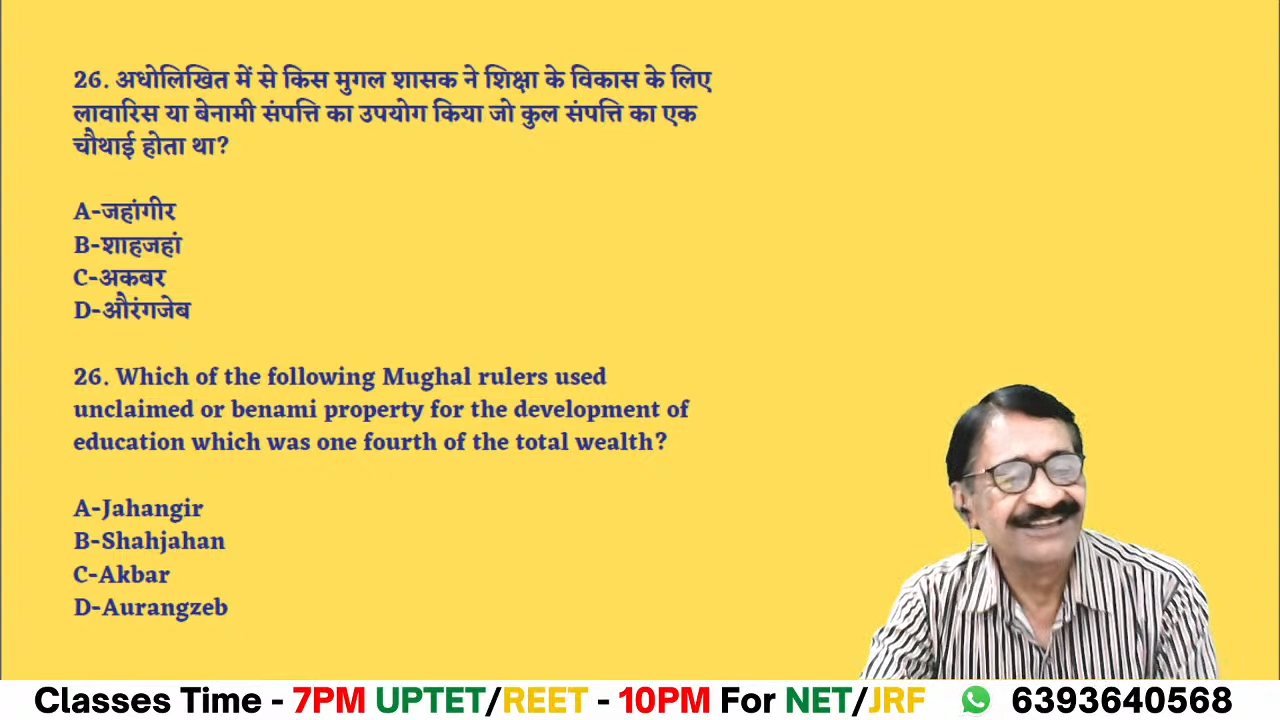 26. अधोलिखित में से किस मुगल शासक ने शिक्षा के विकास के लिए
लावारिस या बेनामी संपत्ति का उपयोग किया जो कुल संपत्ति का एक
चौथाई होता था?
A-जहांगीर
B-शाहजहां
C-अकबर
D-औरंगजेब
26. Which of the following Mughal rulers used
unclaimed or benami property for the development of
education which was one fourth of the total wealth?
A-Jahangir
B-Shahjahan
C-Akbar
D-Aurangzeb
Classes Time - 7PM UPTET/REET - 10PM For NET/JRF 6393640568